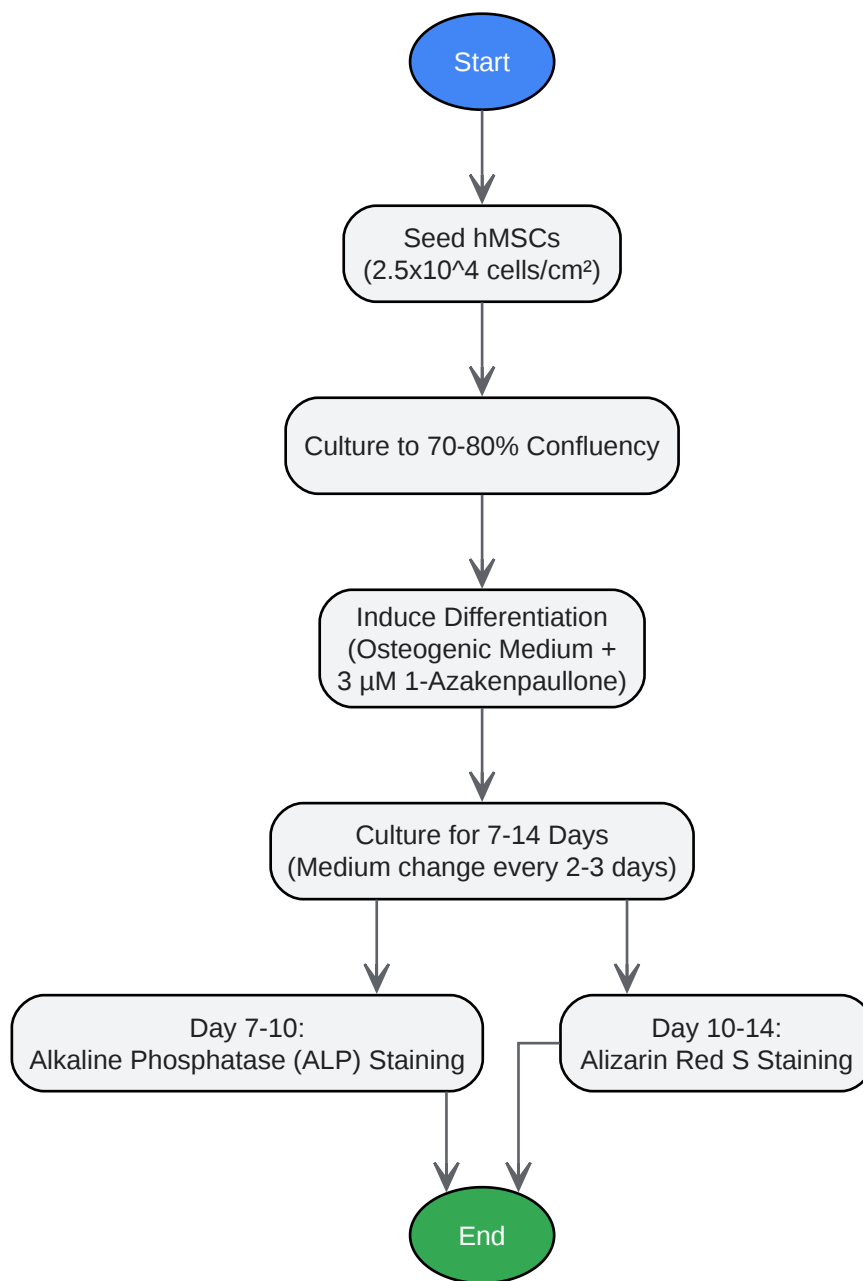 Start
Seed hMSCs
(2.5x10^4 cells/cm²)
Culture to 70-80% Confluency
Induce Differentiation
(Osteogenic Medium +
3 µM 1-Azakenpaullone)
Culture for 7-14 Days
(Medium change every 2-3 days)
Day 7-10:
Alkaline Phosphatase (ALP) Staining
Day 10-14:
Alizarin Red S Staining
End